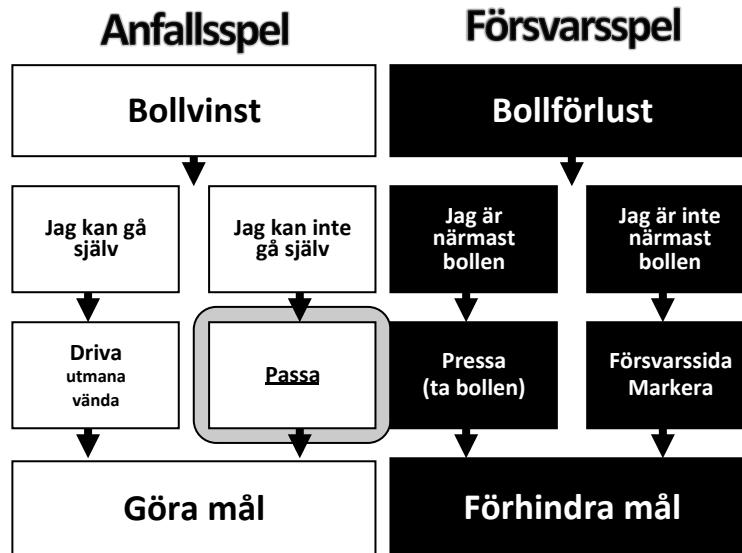 Anfallsspel
Försvarsspel
Bollvinst
Bollförlust
Jag kan gå
själv
Jag kan inte
gå själv
Jag är
närmast
bollen
Jag är inte
närmast
bollen
Driva
utmana
vända
Passa
Pressa
(ta bollen)
Försvarssida
Markera
Göra mål
Förhindra mål